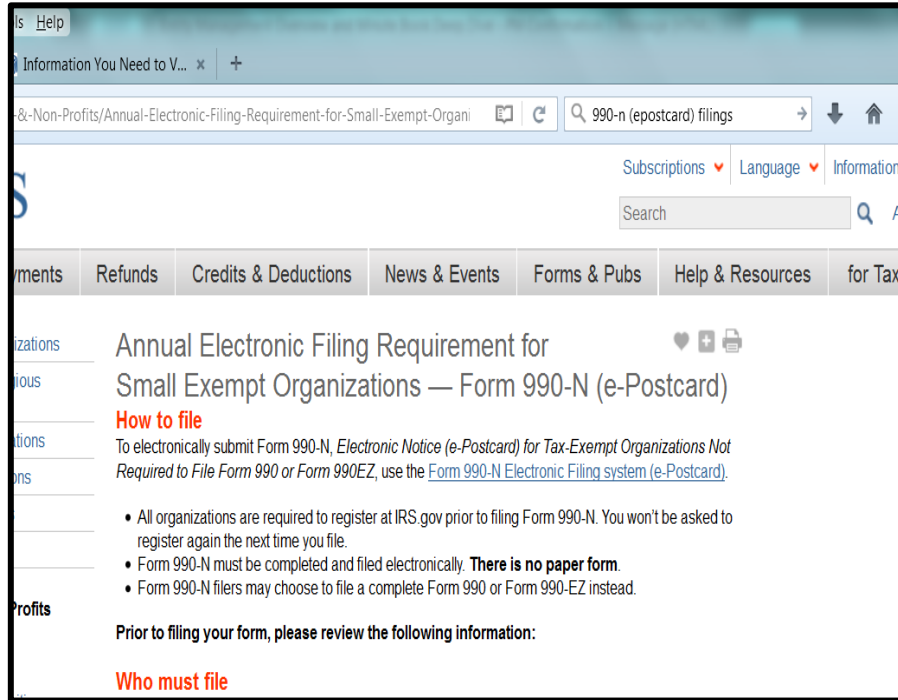 ls Help
Information You Need to V... × +
-&-Non-Profits/Annual-Electronic-Filing-Requirement-for-Small-Exempt-Organi 990-n (epostcard) filings
Subscriptions Language Information
S
Search A
yments Refunds Credits & Deductions News & Events Forms & Pubs Help & Resources for Tax
izations
ious
ations
ons
Profits
Annual Electronic Filing Requirement for
Small Exempt Organizations — Form 990-N (e-Postcard)
How to file
To electronically submit Form 990-N, Electronic Notice (e-Postcard) for Tax-Exempt Organizations Not
Required to File Form 990 or Form 990EZ, use the Form 990-N Electronic Filing system (e-Postcard).
• All organizations are required to register at IRS.gov prior to filing Form 990-N. You won't be asked to
register again the next time you file.
• Form 990-N must be completed and filed electronically. There is no paper form.
• Form 990-N filers may choose to file a complete Form 990 or Form 990-EZ instead.
Prior to filing your form, please review the following information:
Who must file